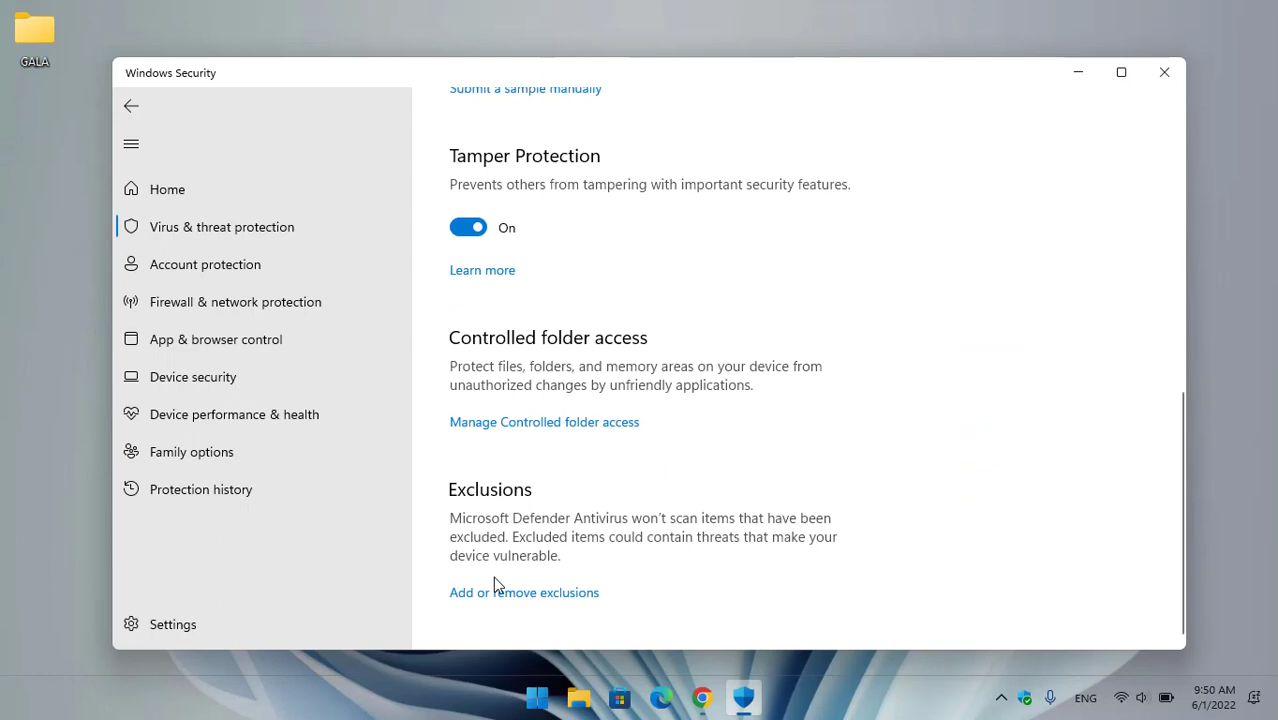 GALA
Windows Security
Submit a sample manually
Tamper Protection
Prevents others from tampering with important security features.
On
Learn more
Controlled folder access
Protect files, folders, and memory areas on your device from
unauthorized changes by unfriendly applications.
Manage Controlled folder access
Exclusions
Microsoft Defender Antivirus won't scan items that have been
excluded. Excluded items could contain threats that make your
device vulnerable.
Add or remove exclusions
Home
Virus & threat protection
Account protection
Firewall & network protection
App & browser control
Device security
Device performance & health
Family options
Protection history
Settings
ENG
9:50 AM
6/1/2022